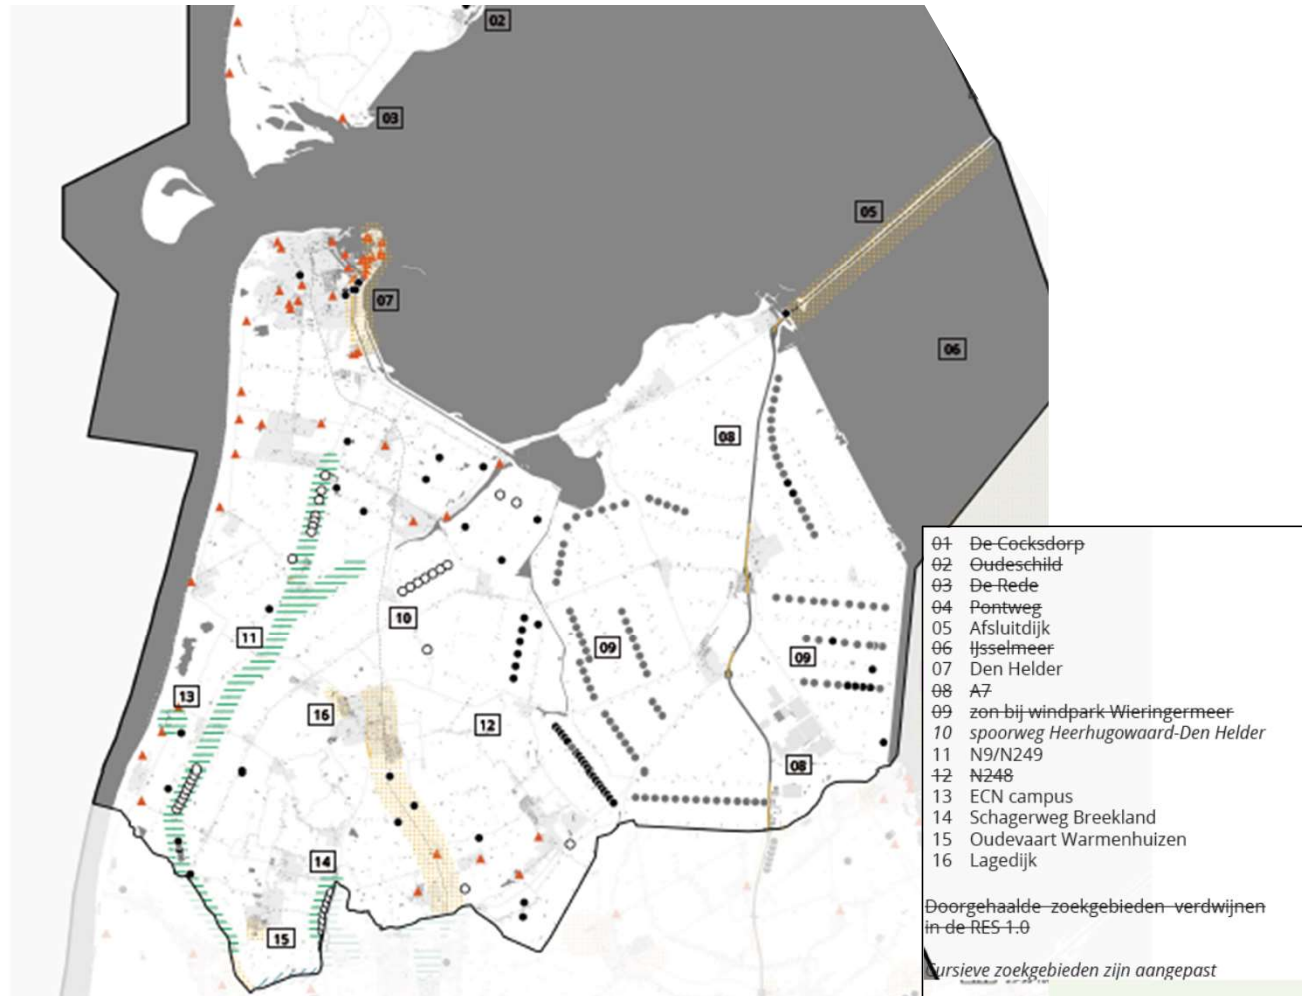 02
03
05
07
06
08
10
11
09
09
13
16
12
08
14
15
01 De Cocksdorp
02 Oudeschild
03 De Rede
04 Pontweg
05 Afsluitdijk
06 IJsselmeer
07 Den Helder
08 A7
09 zon bij windpark Wieringermeer
10 spoorweg Heerhugowaard-Den Helder
11 N9/N249
12 N248
13 ECN campus
14 Schagerweg Breekland
15 Oudevaart Warmenhuizen
16 Lagedijk
Doorgehaalde zoekgebieden verdwijnen
in de RES 1.0
Cursieve zoekgebieden zijn aangepast